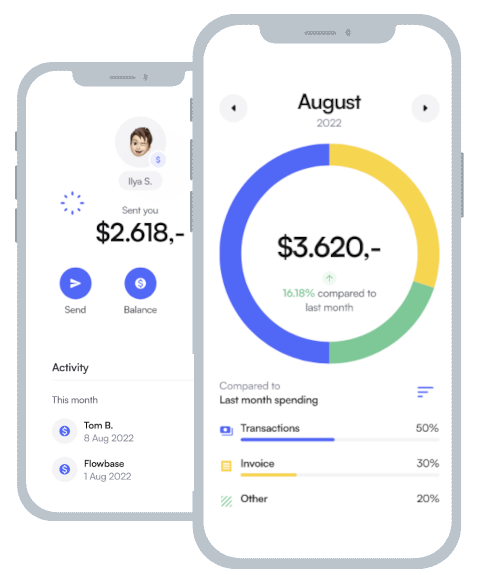 Ilya S.
Sent you
$2.618,-
Send
Balance
Activity
This month
Tom B.
8 Aug 2022
Flowbase
1 Aug 2022
August
2022
$3.620,-
16.18% compared to
last month
Compared to
Last month spending
Transactions 50%
Invoice 30%
Other 20%